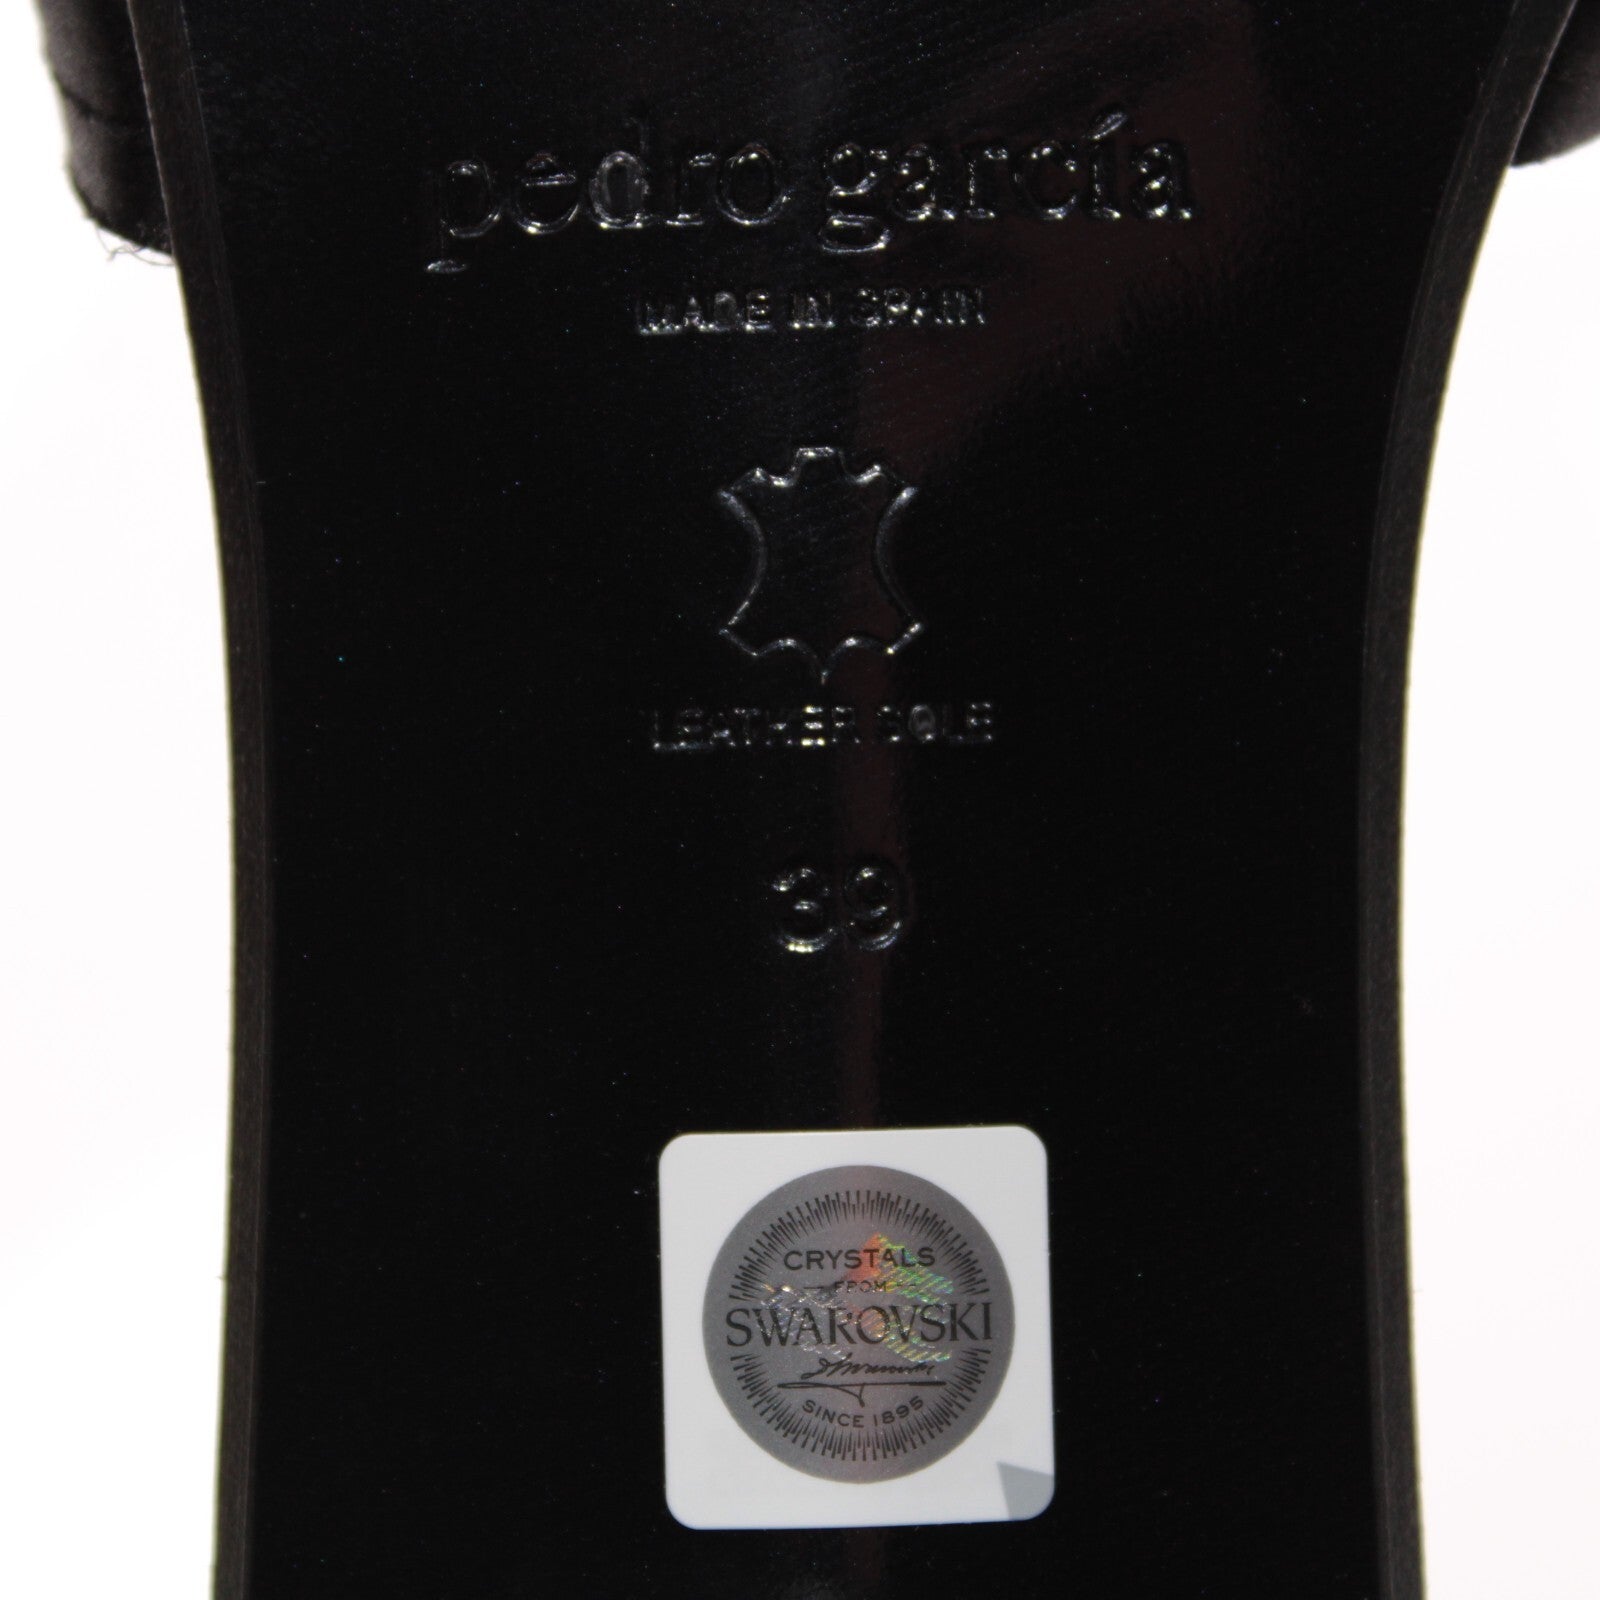 pedro garcía
MADE IN SPAIN
LEATHER SOLE
39
CRYSTALS
FROM
SWAROVSKI
SINCE 1895